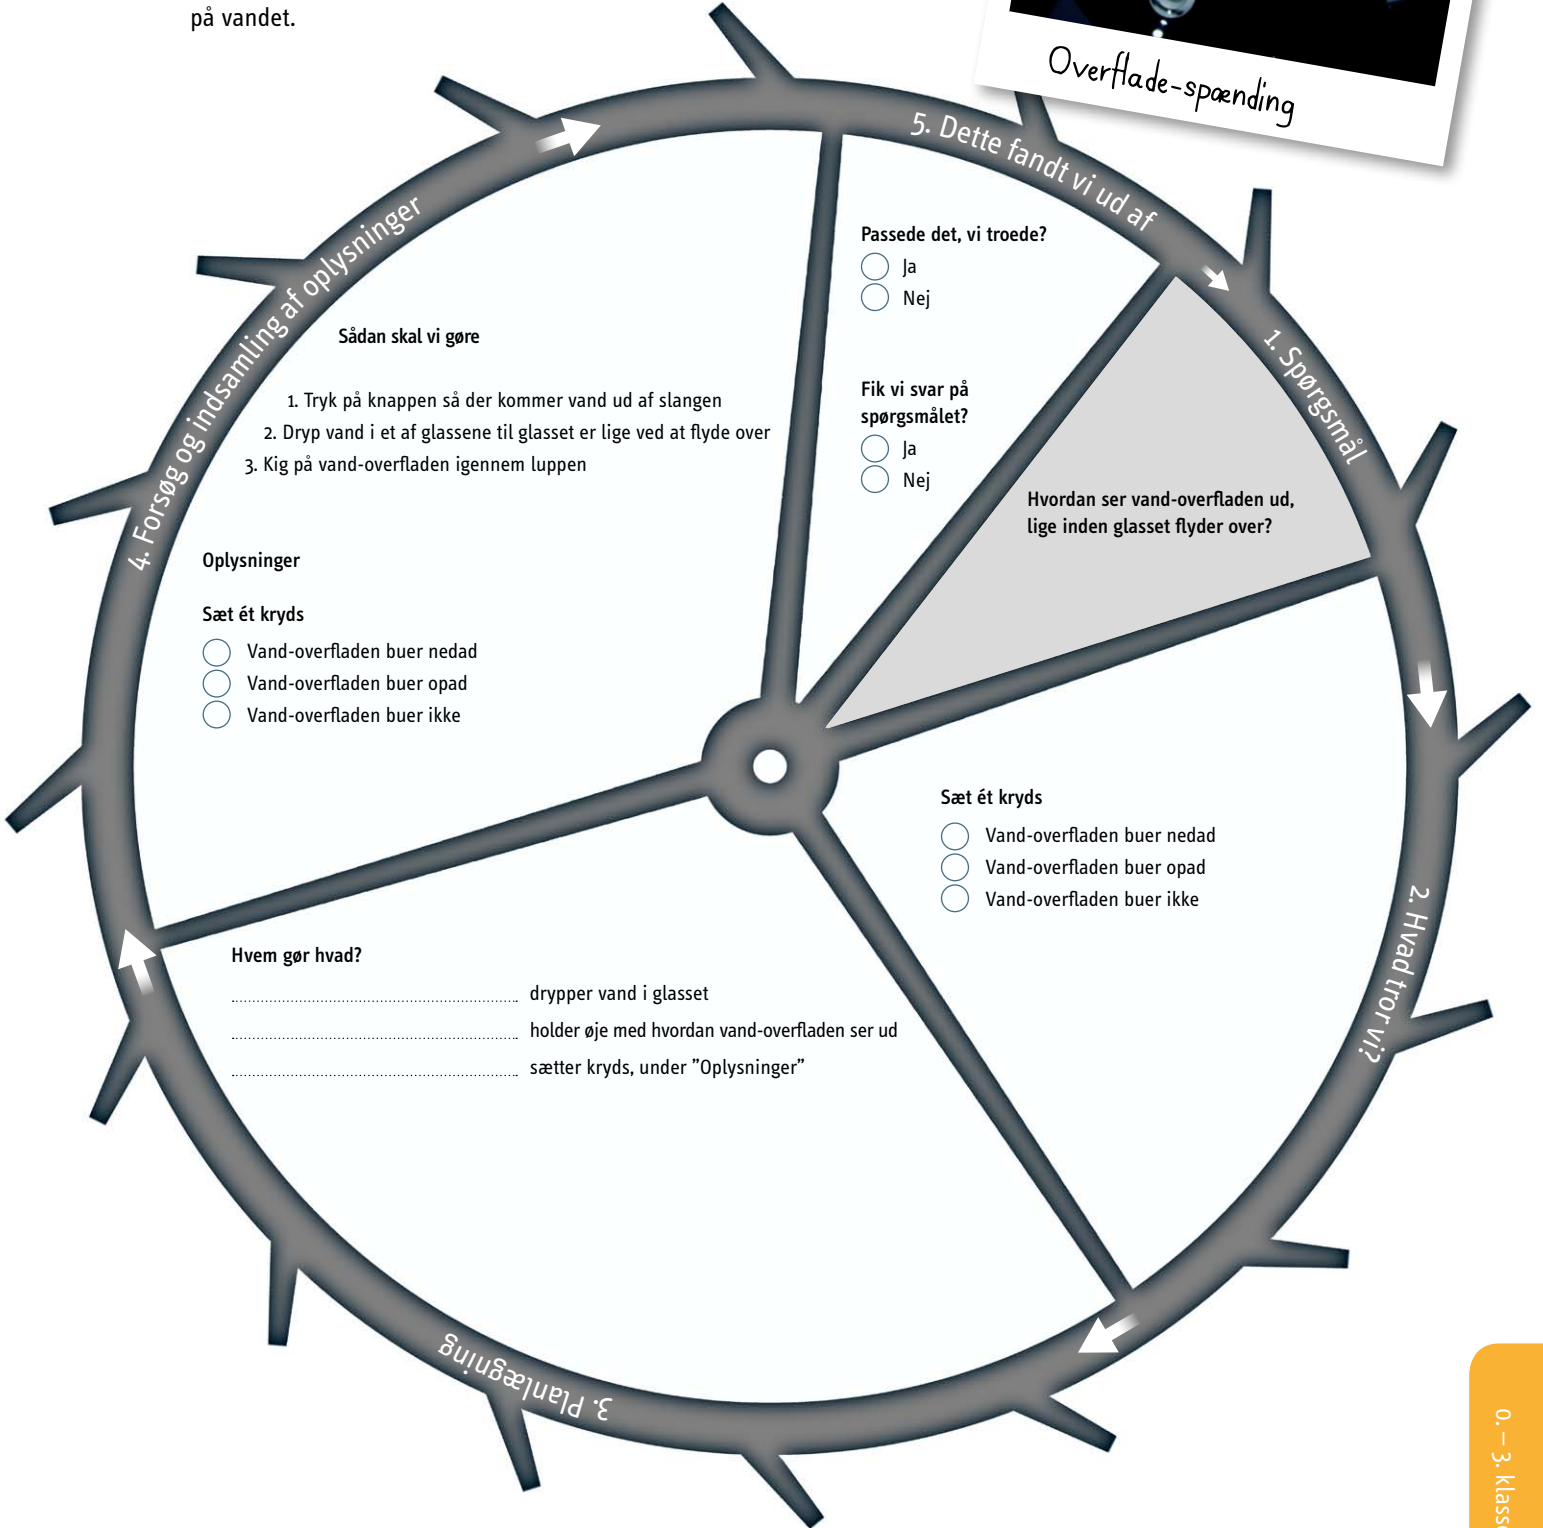 på vandet.
Overflade-spænding
5. Dette fandt vi ud af
Passede det, vi troede?
Ja
Nej
Fik vi svar på
spørgsmålet?
Ja
Nej
1. Spørgsmål
Hvordan ser vand-overfladen ud,
lige inden glasset flyder over?
2. Hvad tror vi?
Sæt ét kryds
Vand-overfladen buer nedad
Vand-overfladen buer opad
Vand-overfladen buer ikke
3. Planlægning
Hvem gør hvad?
drypper vand i glasset
holder øje med hvordan vand-overfladen ser ud
sætter kryds, under ”Oplysninger”
4. Forsøg og indsamling af oplysninger
Sådan skal vi gøre
1. Tryk på knappen så der kommer vand ud af slangen
2. Dryp vand i et af glassene til glasset er lige ved at flyde over
3. Kig på vand-overfladen igennem luppen
Oplysninger
Sæt ét kryds
Vand-overfladen buer nedad
Vand-overfladen buer opad
Vand-overfladen buer ikke
0. – 3. klasse